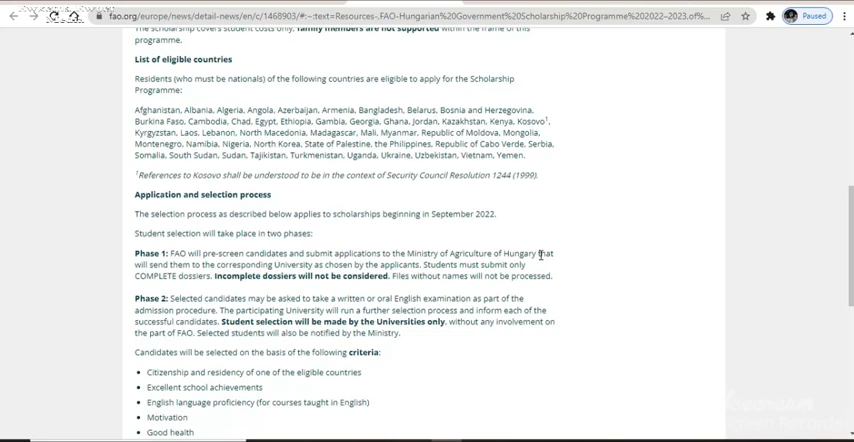 fao.org/europe/news/detail-news/en/c/1468903/#:~:text=Resources-.FAO-Hungarian%20Government%20Scholarship%20Programme%202022–2023.of%...
Paused
The scholarship covers student costs only, family members are not supported within the frame of this
programme.
List of eligible countries
Residents (who must be nationals) of the following countries are eligible to apply for the Scholarship
Programme:
Afghanistan, Albania, Algeria, Angola, Azerbaijan, Armenia, Bangladesh, Belarus, Bosnia and Herzegovina,
Burkina Faso, Cambodia, Chad, Egypt, Ethiopia, Gambia, Georgia, Ghana, Jordan, Kazakhstan, Kenya, Kosovo¹,
Kyrgyzstan, Laos, Lebanon, North Macedonia, Madagascar, Mali, Myanmar, Republic of Moldova, Mongolia,
Montenegro, Namibia, Nigeria, North Korea, State of Palestine, the Philippines, Republic of Cabo Verde, Serbia,
Somalia, South Sudan, Sudan, Tajikistan, Turkmenistan, Uganda, Ukraine, Uzbekistan, Vietnam, Yemen.
¹References to Kosovo shall be understood to be in the context of Security Council Resolution 1244 (1999).
Application and selection process
The selection process as described below applies to scholarships beginning in September 2022.
Student selection will take place in two phases:
Phase 1: FAO will pre-screen candidates and submit applications to the Ministry of Agriculture of Hungary that
will send them to the corresponding University as chosen by the applicants. Students must submit only
COMPLETE dossiers. Incomplete dossiers will not be considered. Files without names will not be processed.
Phase 2: Selected candidates may be asked to take a written or oral English examination as part of the
admission procedure. The participating University will run a further selection process and inform each of the
successful candidates. Student selection will be made by the Universities only, without any involvement on
the part of FAO. Selected students will also be notified by the Ministry.
Candidates will be selected on the basis of the following criteria:
• Citizenship and residency of one of the eligible countries
• Excellent school achievements
• English language proficiency (for courses taught in English)
• Motivation
• Good health